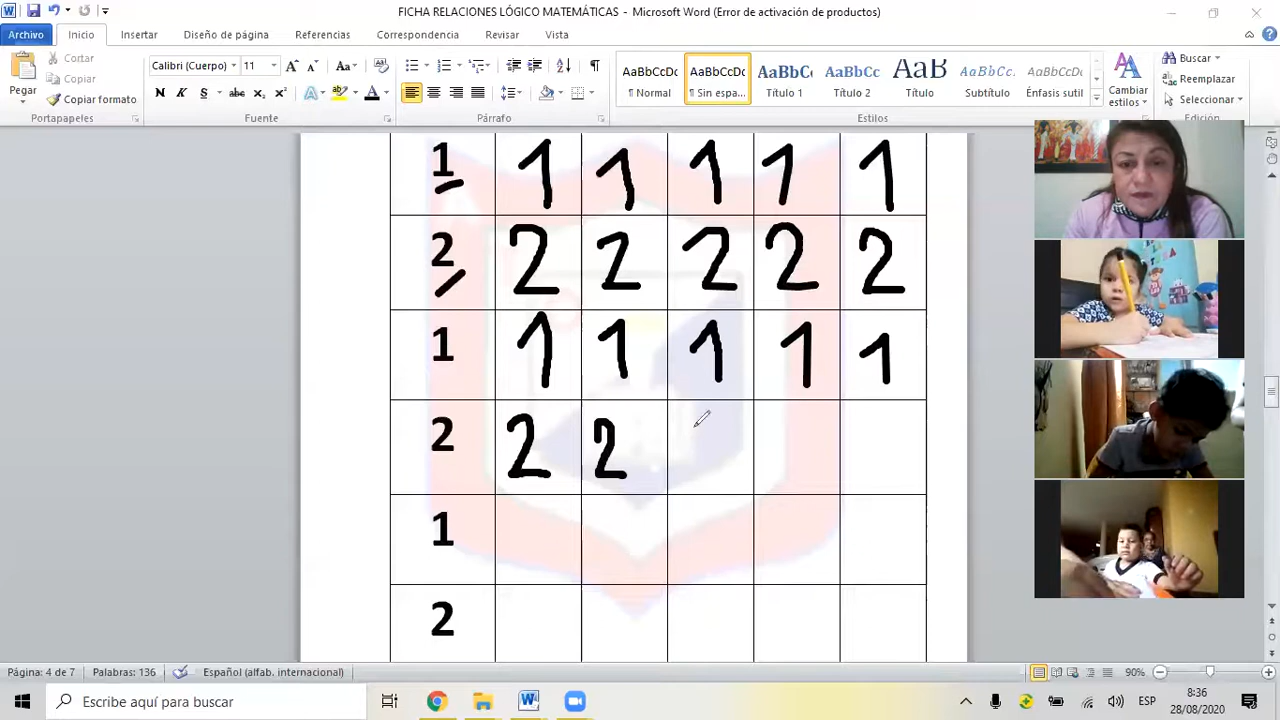 FICHA RELACIONES LÓGICO MATEMÁTICAS - Microsoft Word (Error de activación de productos)
Archivo Inicio Insertar Diseño de página Referencias Correspondencia Revisar Vista
Cortar
Copiar
Copiar formato
Pegar
Portapapeles
Calibri (Cuerpo) 11 Aa
N K S abc x₂ x² A
Fuente
Párrafo
AaBbCcDc AaBbCcDc AaBbC AaBbCc AaB AaBbCc. AaBbCcDc
¶ Normal ¶ Sin espa... Título 1 Título 2 Título Subtítulo Énfasis sutil
Cambiar estilos
Estilos
Buscar
Reemplazar
Seleccionar
Edición
1 1 1 1 1 1
2 2 2 2 2 2
1 1 1 1 1 1
2 2 2
1
2
Página: 4 de 7 Palabras: 136 Español (alfab. internacional) 90%
Escribe aquí para buscar
ESP 8:36
28/08/2020